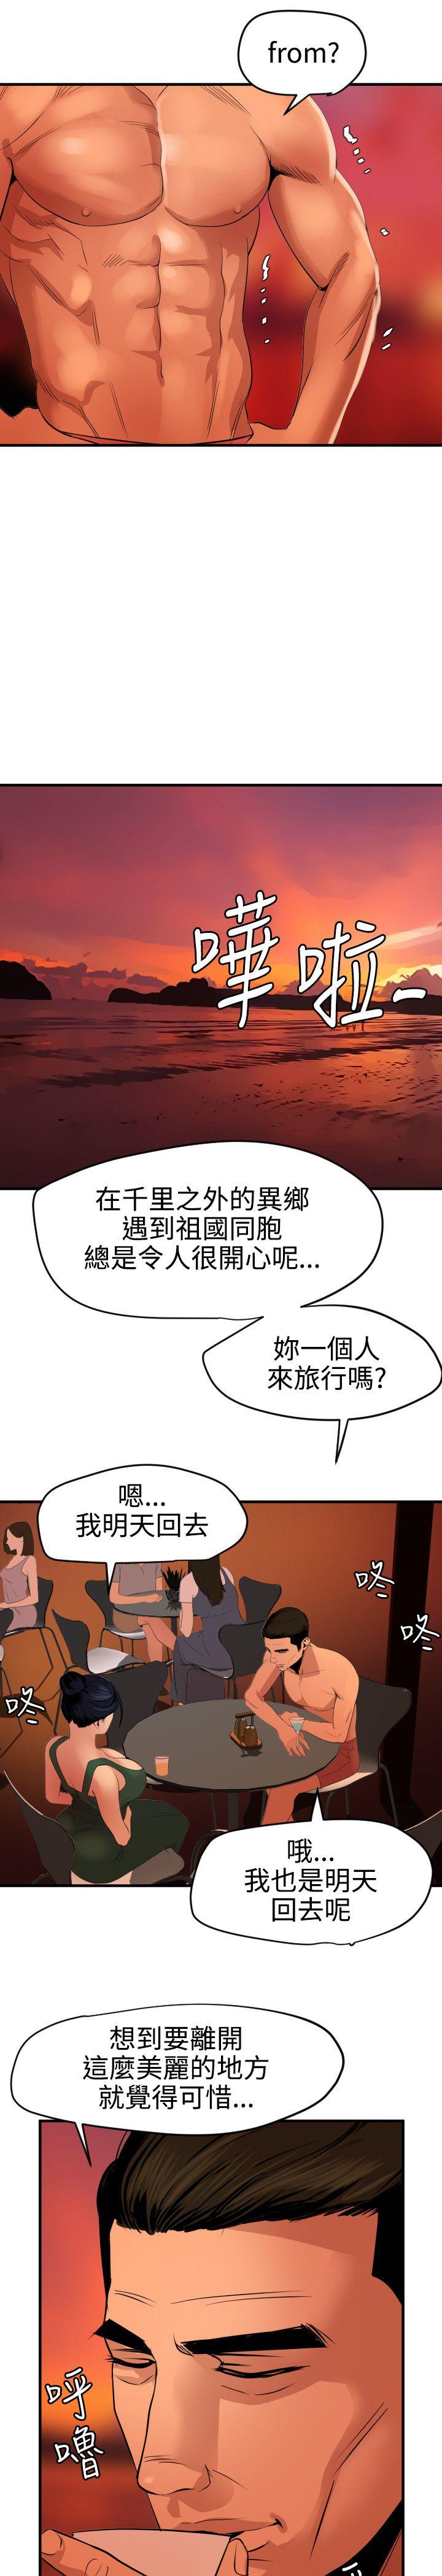 from?
嘩啦-
在千里之外的異鄉
遇到祖國同胞
總是令人很開心呢...
妳一個人
來旅行嗎?
嗯...
我明天回去
咚
咚
咚
哦...
我也是明天
回去呢
想到要離開
這麼美麗的地方
就覺得可惜...
呼
嚕